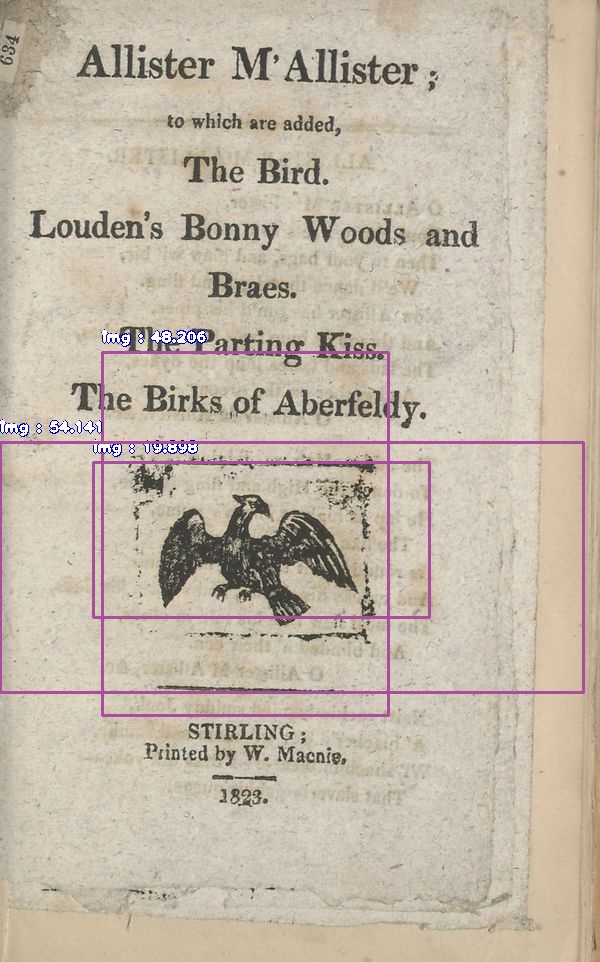 634
Allister M'Allister;
to which are added,
The Bird.
Louden's Bonny Woods and
Braes.
img : 48.206
The Parting Kiss.
The Birks of Aberfeldy.
img : 54.141
img : 19.898
STIRLING;
Printed by W. Macnie.
1823.